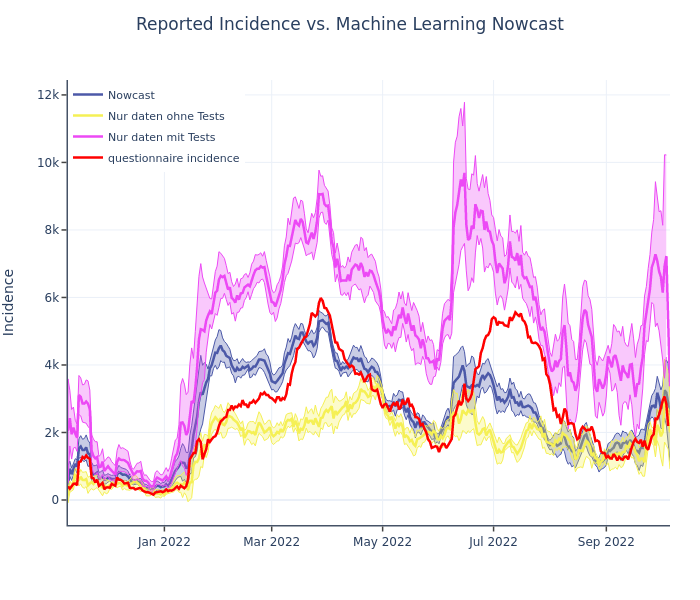 Reported Incidence vs. Machine Learning Nowcast
12k
10k
8k
6k
4k
2k
0
Incidence
Nowcast
Nur daten ohne Tests
Nur daten mit Tests
questionnaire incidence
Jan 2022
Mar 2022
May 2022
Jul 2022
Sep 2022